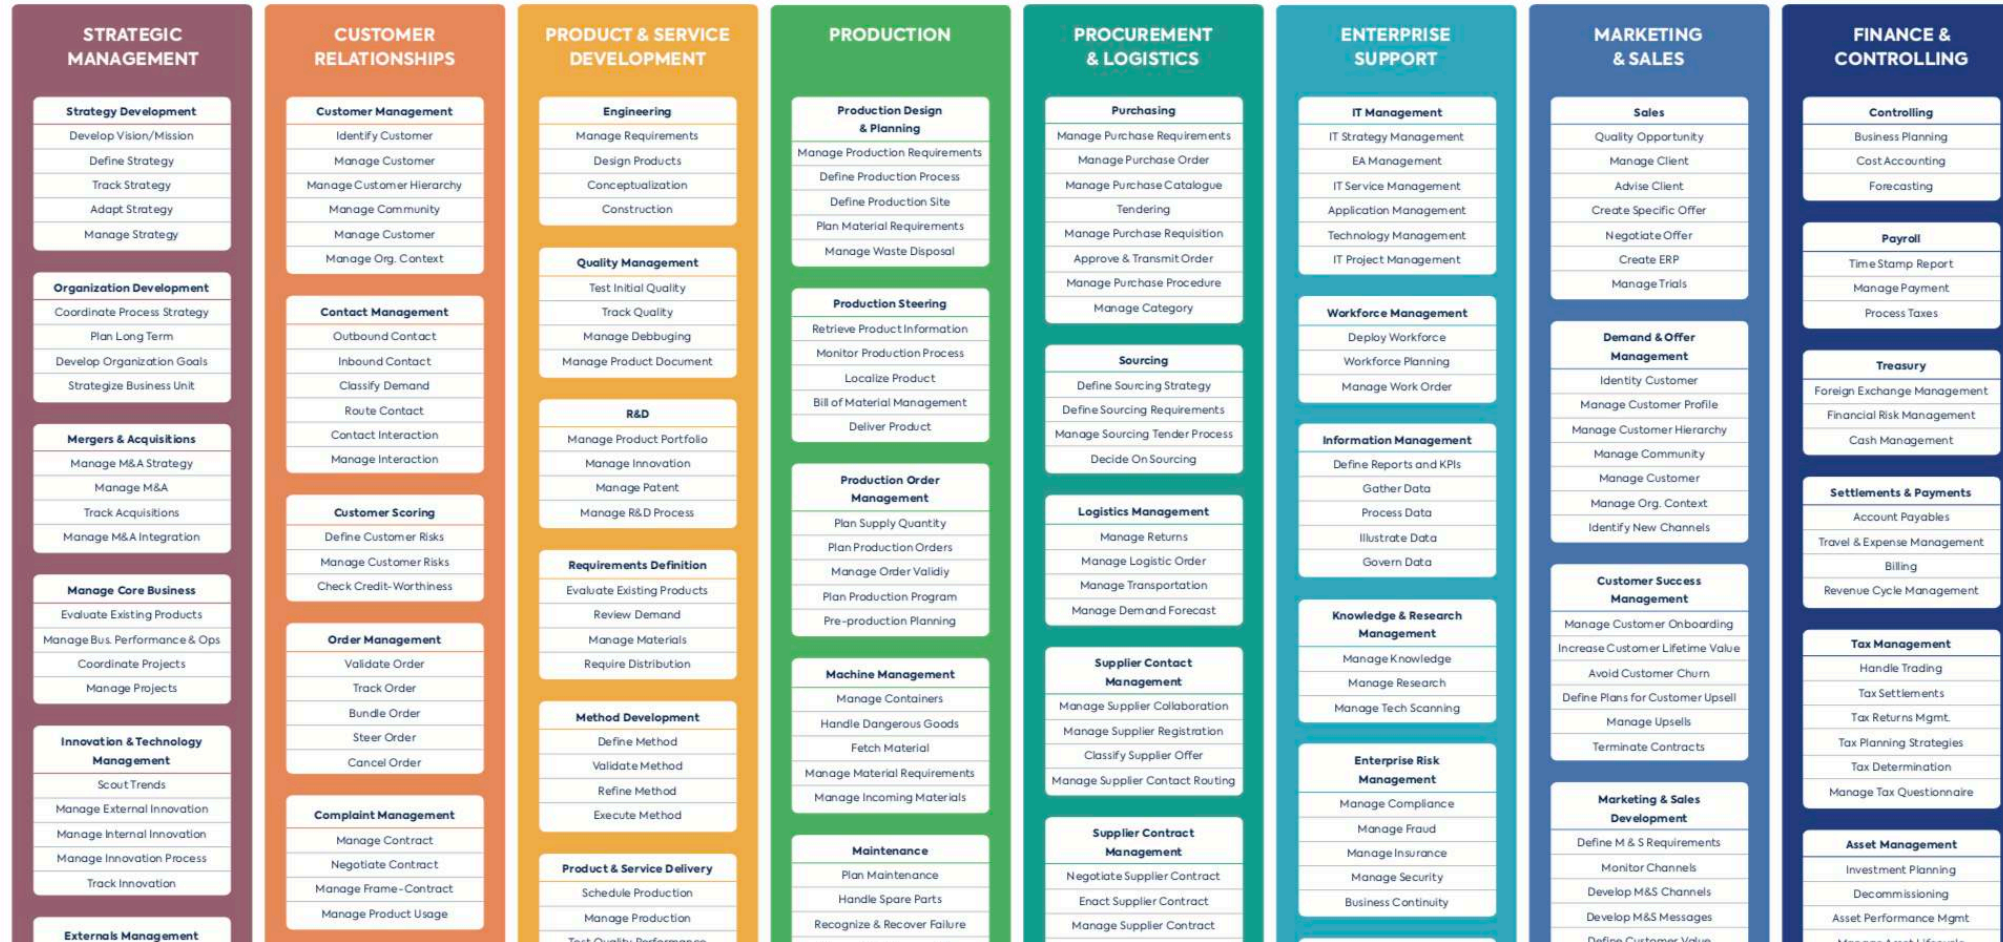 STRATEGIC
MANAGEMENT
Strategy Development
Develop Vision/Mission
Define Strategy
Track Strategy
Adapt Strategy
Manage Strategy
Organization Development
Coordinate Process Strategy
Plan Long Term
Develop Organization Goals
Strategize Business Unit
Mergers & Acquisitions
Manage M&A Strategy
Manage M&A
Track Acquisitions
Manage M&A Integration
Manage Core Business
Evaluate Existing Products
Manage Bus. Performance & Ops
Coordinate Projects
Manage Projects
Innovation & Technology
Management
Scout Trends
Manage External Innovation
Manage Internal Innovation
Manage Innovation Process
Track Innovation
Externals Management
CUSTOMER
RELATIONSHIPS
Customer Management
Identify Customer
Manage Customer
Manage Customer Hierarchy
Manage Community
Manage Customer
Manage Org. Context
Contact Management
Outbound Contact
Inbound Contact
Classify Demand
Route Contact
Contact Interaction
Manage Interaction
Customer Scoring
Define Customer Risks
Manage Customer Risks
Check Credit-Worthiness
Order Management
Validate Order
Track Order
Bundle Order
Steer Order
Cancel Order
Complaint Management
Manage Contract
Negotiate Contract
Manage Frame-Contract
Manage Product Usage
PRODUCT & SERVICE
DEVELOPMENT
Engineering
Manage Requirements
Design Products
Conceptualization
Construction
Quality Management
Test Initial Quality
Track Quality
Manage Debbuging
Manage Product Document
R&D
Manage Product Portfolio
Manage Innovation
Manage Patent
Manage R&D Process
Requirements Definition
Evaluate Existing Products
Review Demand
Manage Materials
Require Distribution
Method Development
Define Method
Validate Method
Refine Method
Execute Method
Product & Service Delivery
Schedule Production
Manage Production
Test Quality Performance
PRODUCTION
Production Design
& Planning
Manage Production Requirements
Define Production Process
Define Production Site
Plan Material Requirements
Manage Waste Disposal
Production Steering
Retrieve Product Information
Monitor Production Process
Localize Product
Bill of Material Management
Deliver Product
Production Order
Management
Plan Supply Quantity
Plan Production Orders
Manage Order Validiy
Plan Production Program
Pre-production Planning
Machine Management
Manage Containers
Handle Dangerous Goods
Fetch Material
Manage Material Requirements
Manage Incoming Materials
Maintenance
Plan Maintenance
Handle Spare Parts
Recognize & Recover Failure
PROCUREMENT
& LOGISTICS
Purchasing
Manage Purchase Requirements
Manage Purchase Order
Manage Purchase Catalogue
Tendering
Manage Purchase Requisition
Approve & Transmit Order
Manage Purchase Procedure
Manage Category
Sourcing
Define Sourcing Strategy
Define Sourcing Requirements
Manage Sourcing Tender Process
Decide On Sourcing
Logistics Management
Manage Returns
Manage Logistic Order
Manage Transportation
Manage Demand Forecast
Supplier Contact
Management
Manage Supplier Collaboration
Manage Supplier Registration
Classify Supplier Offer
Manage Supplier Contact Routing
Supplier Contract
Management
Negotiate Supplier Contract
Enact Supplier Contract
Manage Supplier Contract
ENTERPRISE
SUPPORT
IT Management
IT Strategy Management
EA Management
IT Service Management
Application Management
Technology Management
IT Project Management
Workforce Management
Deploy Workforce
Workforce Planning
Manage Work Order
Information Management
Define Reports and KPIs
Gather Data
Process Data
Illustrate Data
Govern Data
Knowledge & Research
Management
Manage Knowledge
Manage Research
Manage Tech Scanning
Enterprise Risk
Management
Manage Compliance
Manage Fraud
Manage Insurance
Manage Security
Business Continuity
MARKETING
& SALES
Sales
Quality Opportunity
Manage Client
Advise Client
Create Specific Offer
Negotiate Offer
Create ERP
Manage Trials
Demand & Offer
Management
Identity Customer
Manage Customer Profile
Manage Customer Hierarchy
Manage Community
Manage Customer
Manage Org. Context
Identify New Channels
Customer Success
Management
Manage Customer Onboarding
Increase Customer Lifetime Value
Avoid Customer Churn
Define Plans for Customer Upsell
Manage Upsells
Terminate Contracts
Marketing & Sales
Development
Define M & S Requirements
Monitor Channels
Develop M&S Channels
Develop M&S Messages
Define Customer Value
FINANCE &
CONTROLLING
Controlling
Business Planning
Cost Accounting
Forecasting
Payroll
Time Stamp Report
Manage Payment
Process Taxes
Treasury
Foreign Exchange Management
Financial Risk Management
Cash Management
Settlements & Payments
Account Payables
Travel & Expense Management
Billing
Revenue Cycle Management
Tax Management
Handle Trading
Tax Settlements
Tax Returns Mgmt.
Tax Planning Strategies
Tax Determination
Manage Tax Questionnaire
Asset Management
Investment Planning
Decommissioning
Asset Performance Mgmt
Manage Asset Lifecycle